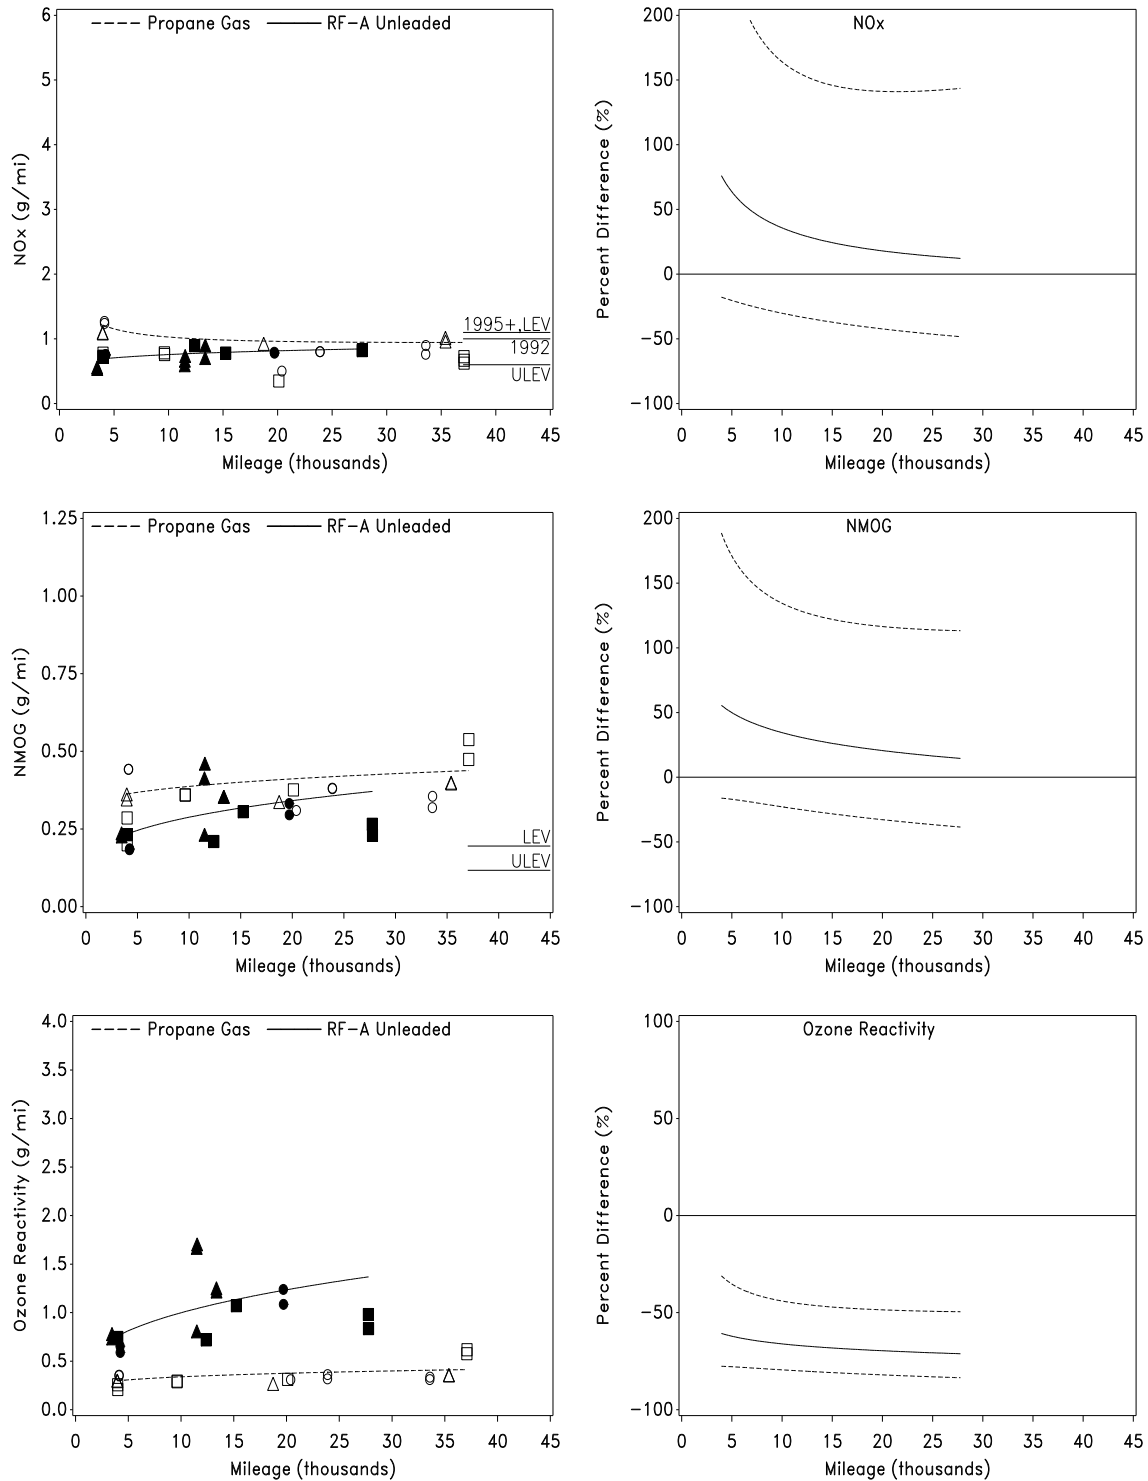 Propane Gas RF-A Unleaded
NOx (g/mi)
6
5
4
3
2
1
0
1995+,LEV
1992
ULEV
0 5 10 15 20 25 30 35 40 45
Mileage (thousands)
NOx
Percent Difference (%)
200
150
100
50
0
-50
-100
0 5 10 15 20 25 30 35 40 45
Mileage (thousands)
Propane Gas RF-A Unleaded
NMOG (g/mi)
1.25
1.00
0.75
0.50
0.25
0.00
LEV
ULEV
0 5 10 15 20 25 30 35 40 45
Mileage (thousands)
NMOG
Percent Difference (%)
200
150
100
50
0
-50
-100
0 5 10 15 20 25 30 35 40 45
Mileage (thousands)
Propane Gas RF-A Unleaded
Ozone Reactivity (g/mi)
4.0
3.5
3.0
2.5
2.0
1.5
1.0
0.5
0.0
0 5 10 15 20 25 30 35 40 45
Mileage (thousands)
Ozone Reactivity
Percent Difference (%)
100
50
0
-50
-100
0 5 10 15 20 25 30 35 40 45
Mileage (thousands)